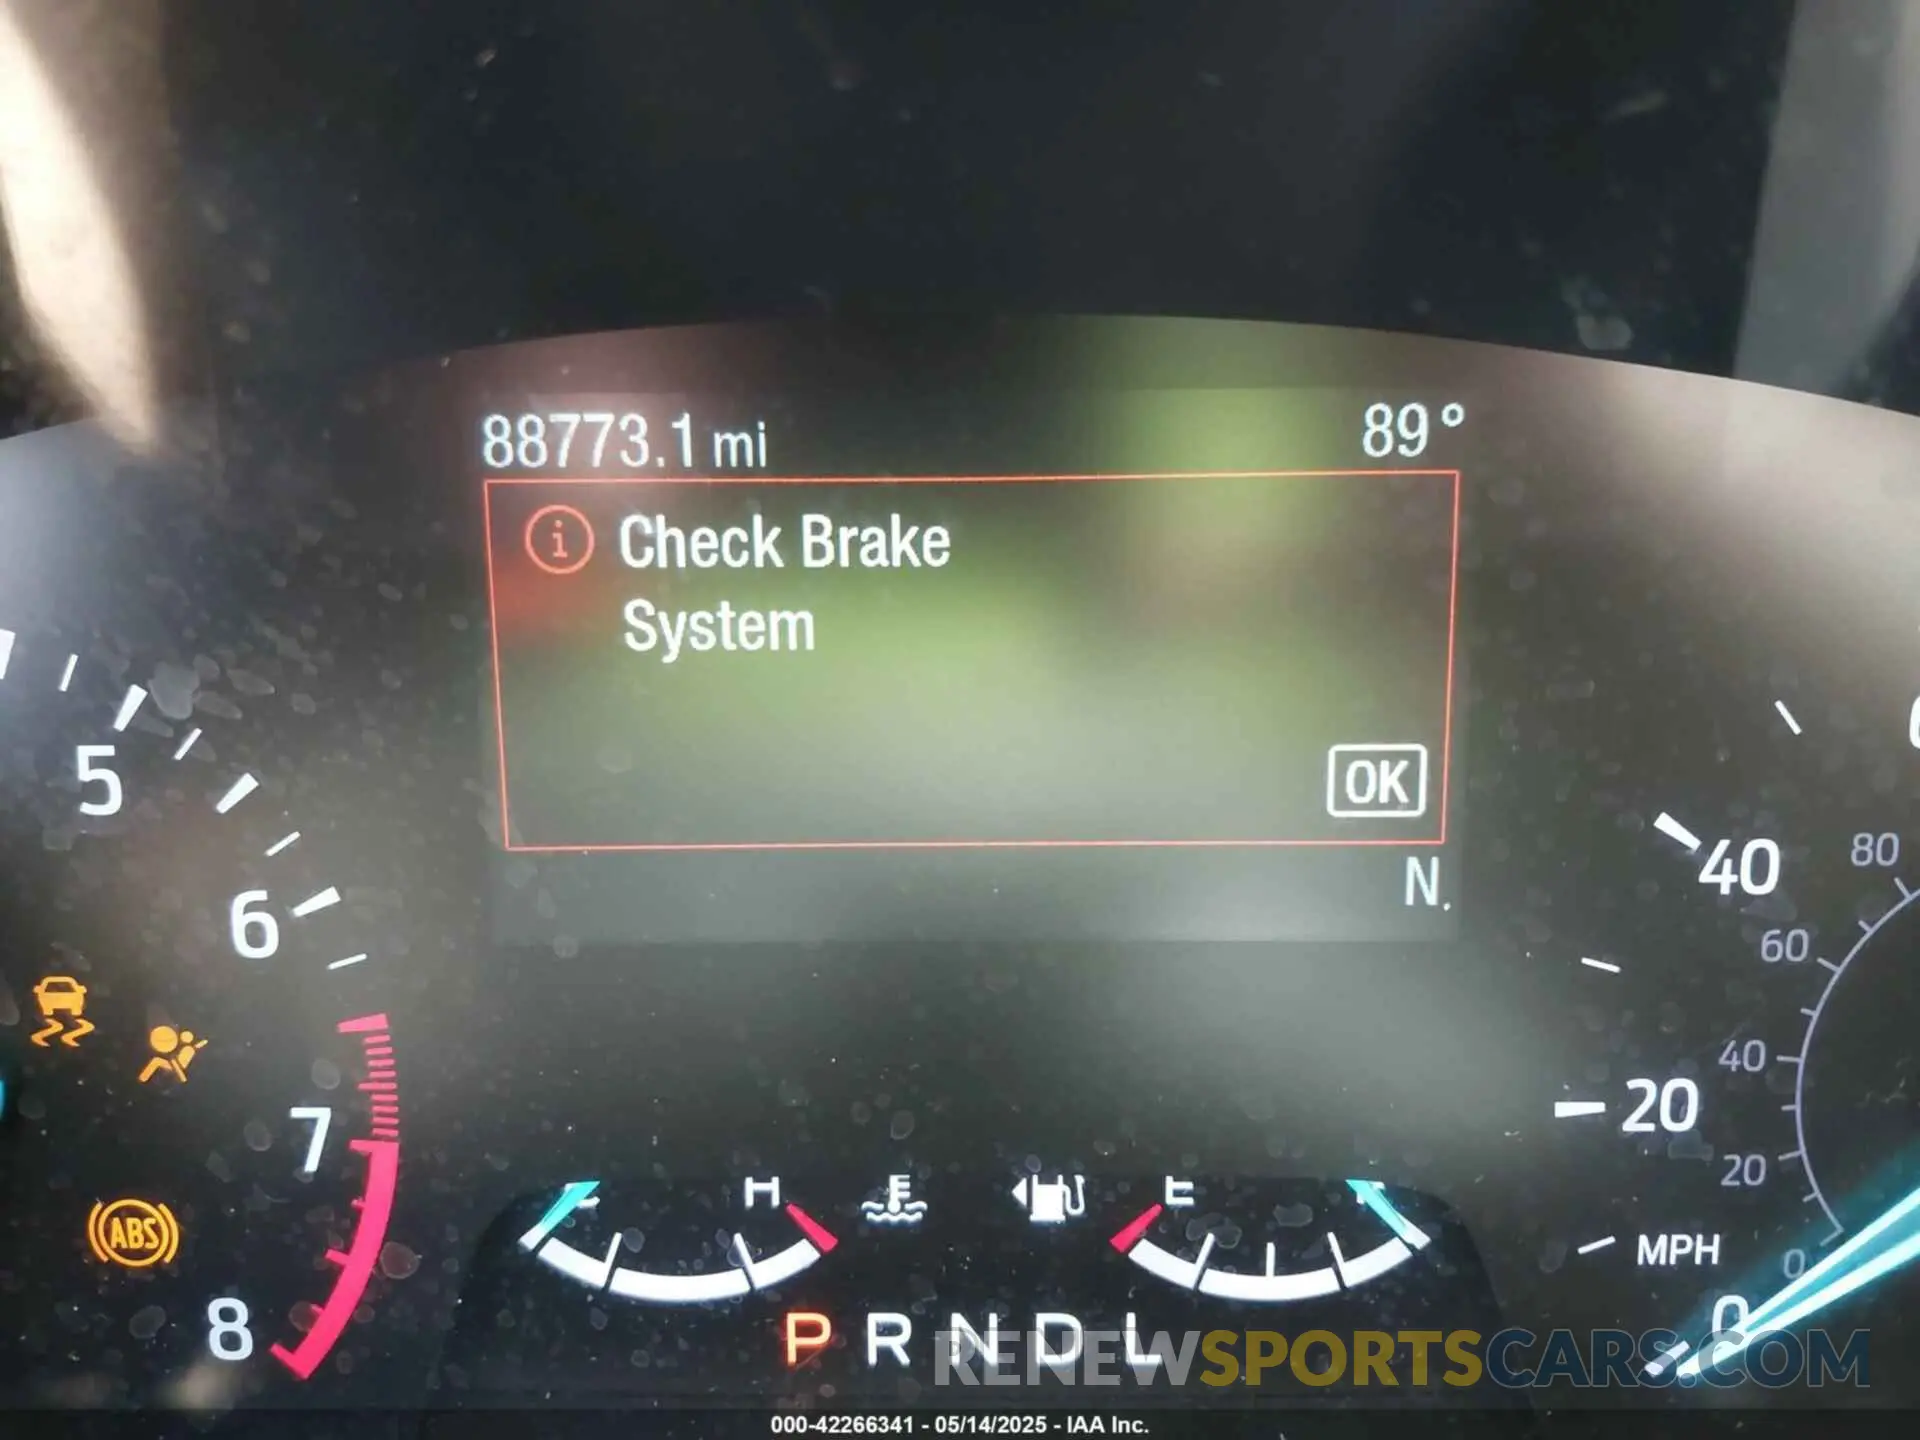 88773.1 mi 89°
Check Brake
System
OK
N.
5
6
7
8
ABS
H
E
40
20
MPH
0
80
60
40
20
0
P R N D L
RENEWSPORTSCARS.COM
000-42266341 - 05/14/2025 - IAA Inc.